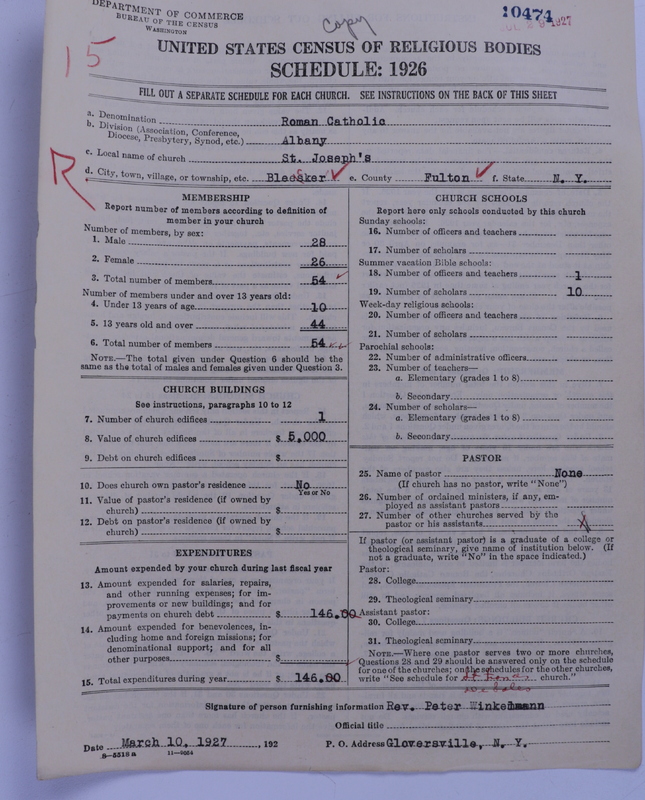 DEPARTMENT OF COMMERCE
BUREAU OF THE CENSUS
WASHINGTON
copy
10474
1927
15
UNITED STATES CENSUS OF RELIGIOUS BODIES
SCHEDULE: 1926
FILL OUT A SEPARATE SCHEDULE FOR EACH CHURCH. SEE INSTRUCTIONS ON THE BACK OF THIS SHEET
a. Denomination Roman Catholic
b. Division (Association, Conference,
Diocese, Presbytery, Synod, etc.) Albany
c. Local name of church St. Joseph's
d. City, town, village, or township, etc. Bleecker e. County Fulton f. State N. Y.
R
MEMBERSHIP
Report number of members according to definition of
member in your church
Number of members, by sex:
1. Male 28
2. Female 26
3. Total number of members 54
Number of members under and over 13 years old:
4. Under 13 years of age 10
5. 13 years old and over 44
6. Total number of members 54
NOTE.—The total given under Question 6 should be the
same as the total of males and females given under Question 3.
CHURCH BUILDINGS
See instructions, paragraphs 10 to 12
7. Number of church edifices 1
8. Value of church edifices $ 5,000
9. Debt on church edifices $
10. Does church own pastor's residence No
Yes or No
11. Value of pastor's residence (if owned by
church) $
12. Debt on pastor's residence (if owned by
church) $
EXPENDITURES
Amount expended by your church during last fiscal year
13. Amount expended for salaries, repairs,
and other running expenses; for im-
provements or new buildings; and for
payments on church debt $ 146.00
14. Amount expended for benevolences, in-
cluding home and foreign missions; for
denominational support; and for all
other purposes $
15. Total expenditures during year $ 146.00
CHURCH SCHOOLS
Report here only schools conducted by this church
Sunday schools:
16. Number of officers and teachers
17. Number of scholars
Summer vacation Bible schools:
18. Number of officers and teachers 1
19. Number of scholars 10
Week-day religious schools:
20. Number of officers and teachers
21. Number of scholars
Parochial schools:
22. Number of administrative officers
23. Number of teachers—
a. Elementary (grades 1 to 8)
b. Secondary
24. Number of scholars—
a. Elementary (grades 1 to 8)
b. Secondary
PASTOR
25. Name of pastor None
(If church has no pastor, write "None")
26. Number of ordained ministers, if any, em-
ployed as assistant pastors
27. Number of other churches served by the
pastor or his assistants
If pastor (or assistant pastor) is a graduate of a college or
theological seminary, give name of institution below. (If
not a graduate, write "No" in the space indicated.)
Pastor:
28. College
29. Theological seminary
Assistant pastor:
30. College
31. Theological seminary
NOTE.—Where one pastor serves two or more churches,
Questions 28 and 29 should be answered only on the schedule
for one of the churches; on the schedules for the other churches,
write "See schedule for church."
Signature of person furnishing information Rev. Peter Winkelmann
Official title
Date March 10, 1927, 192 P. O. Address Gloversville, N. Y.
8-5518a 11-9054